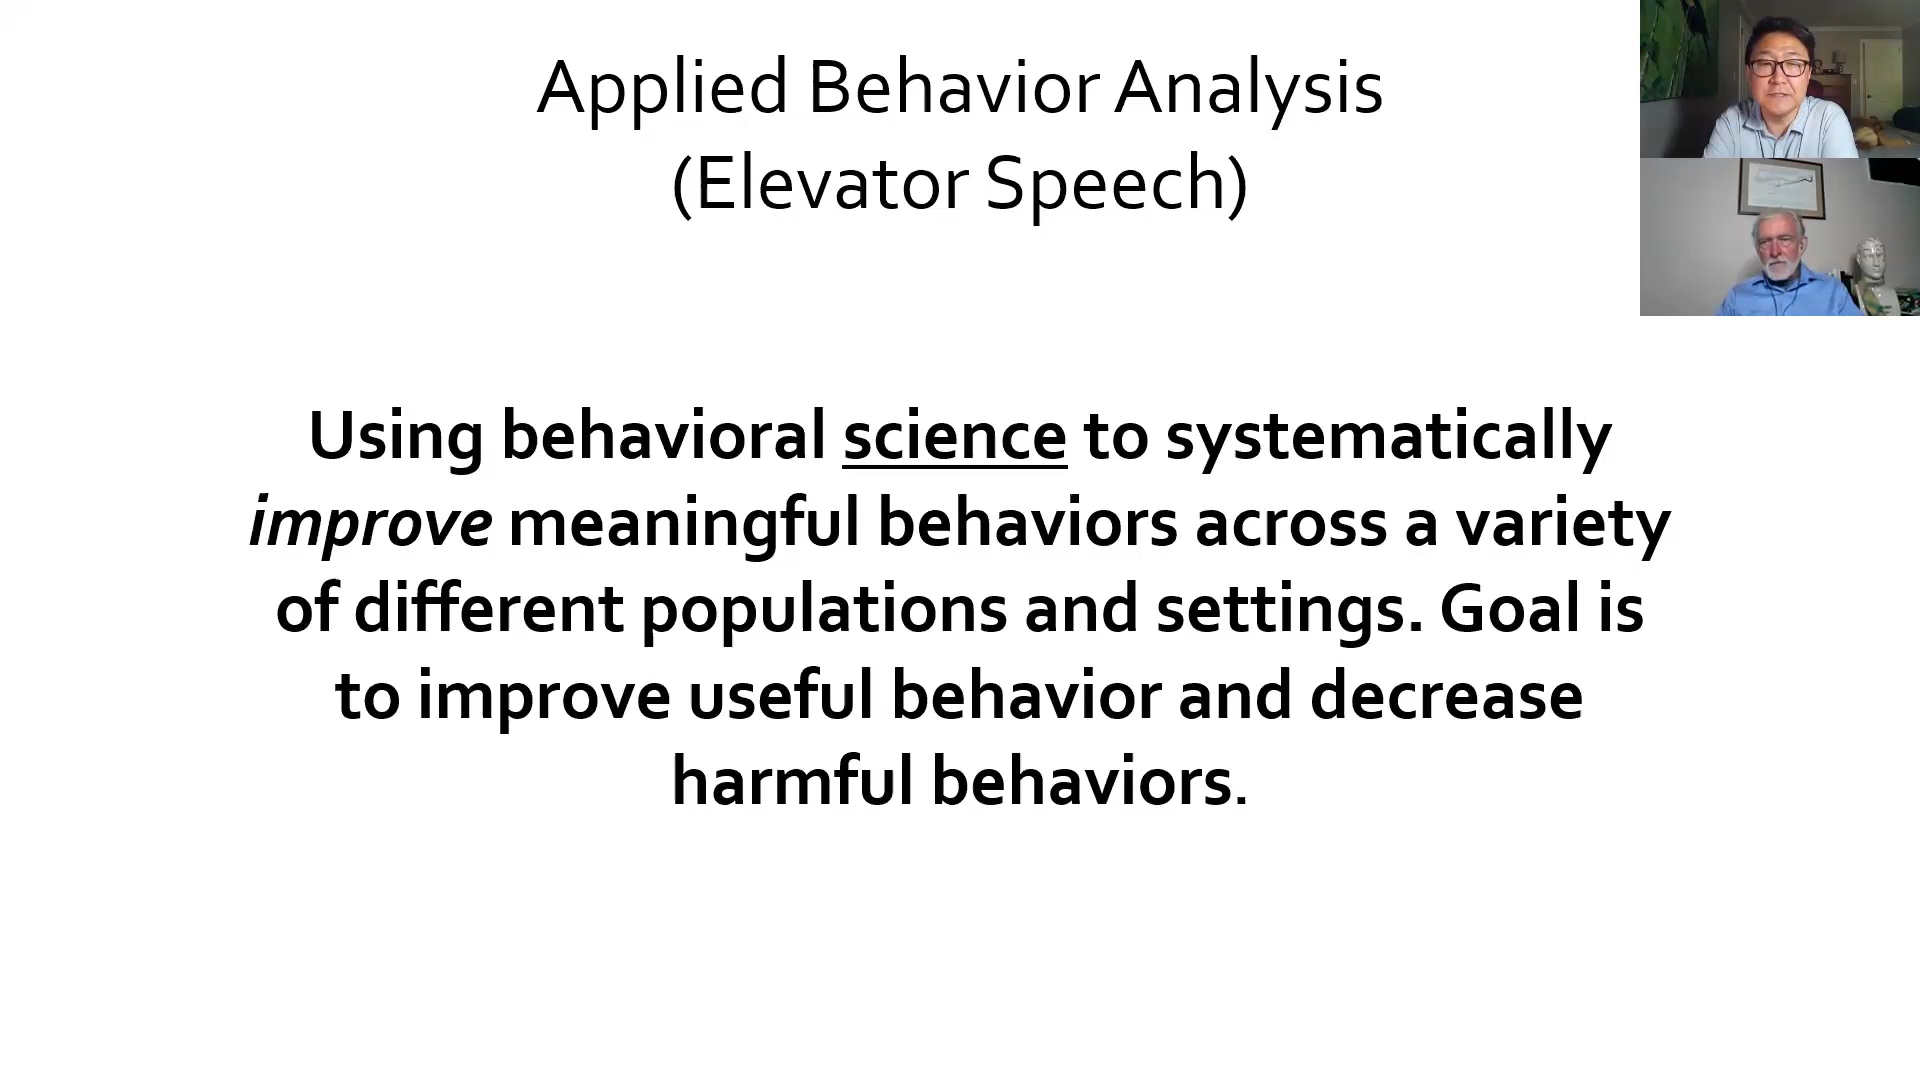 Applied Behavior Analysis
(Elevator Speech)
Using behavioral science to systematically
improve meaningful behaviors across a variety
of different populations and settings. Goal is
to improve useful behavior and decrease
harmful behaviors.